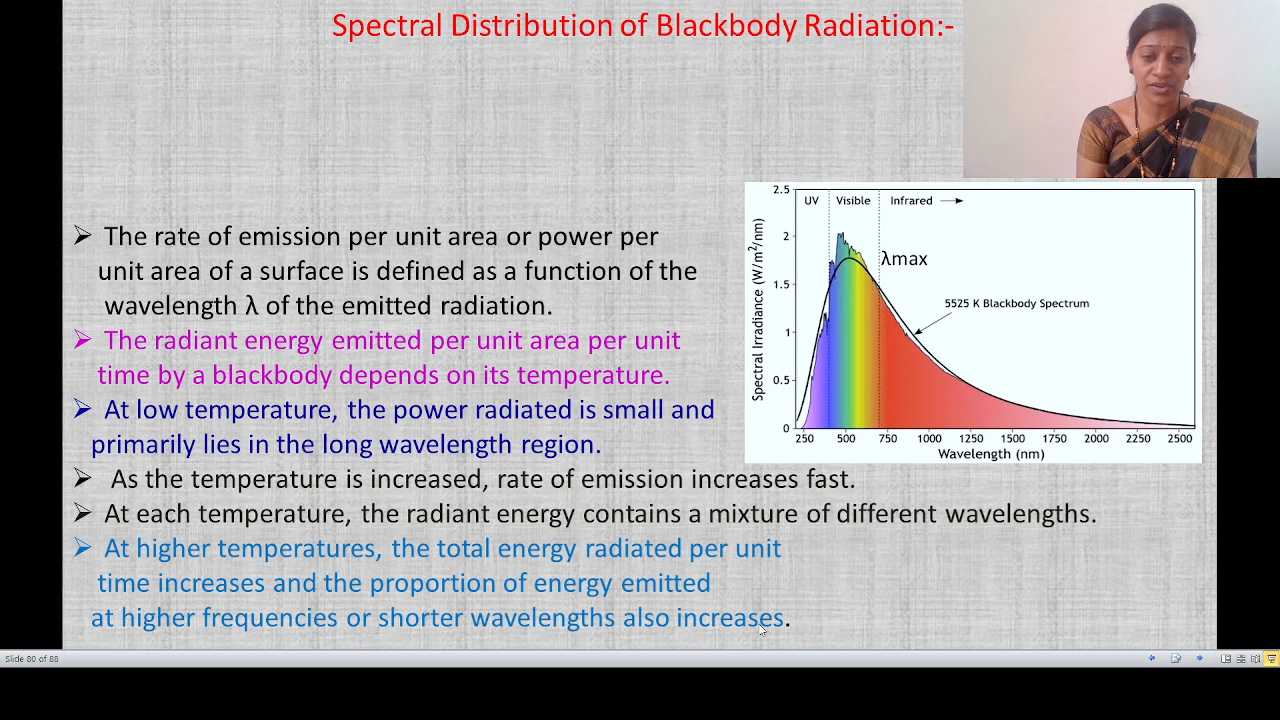 Spectral Distribution of Blackbody Radiation:-
➢ The rate of emission per unit area or power per
unit area of a surface is defined as a function of the
wavelength λ of the emitted radiation.
➢ The radiant energy emitted per unit area per unit
time by a blackbody depends on its temperature.
➢ At low temperature, the power radiated is small and
primarily lies in the long wavelength region.
➢ As the temperature is increased, rate of emission increases fast.
➢ At each temperature, the radiant energy contains a mixture of different wavelengths.
➢ At higher temperatures, the total energy radiated per unit
time increases and the proportion of energy emitted
at higher frequencies or shorter wavelengths also increases.
UV Visible Infrared
λmax
5525 K Blackbody Spectrum
Spectral Irradiance (W/m²/nm)
2.5
2
1.5
1
0.5
0
250 500 750 1000 1250 1500 1750 2000 2250 2500
Wavelength (nm)
Slide 80 of 88